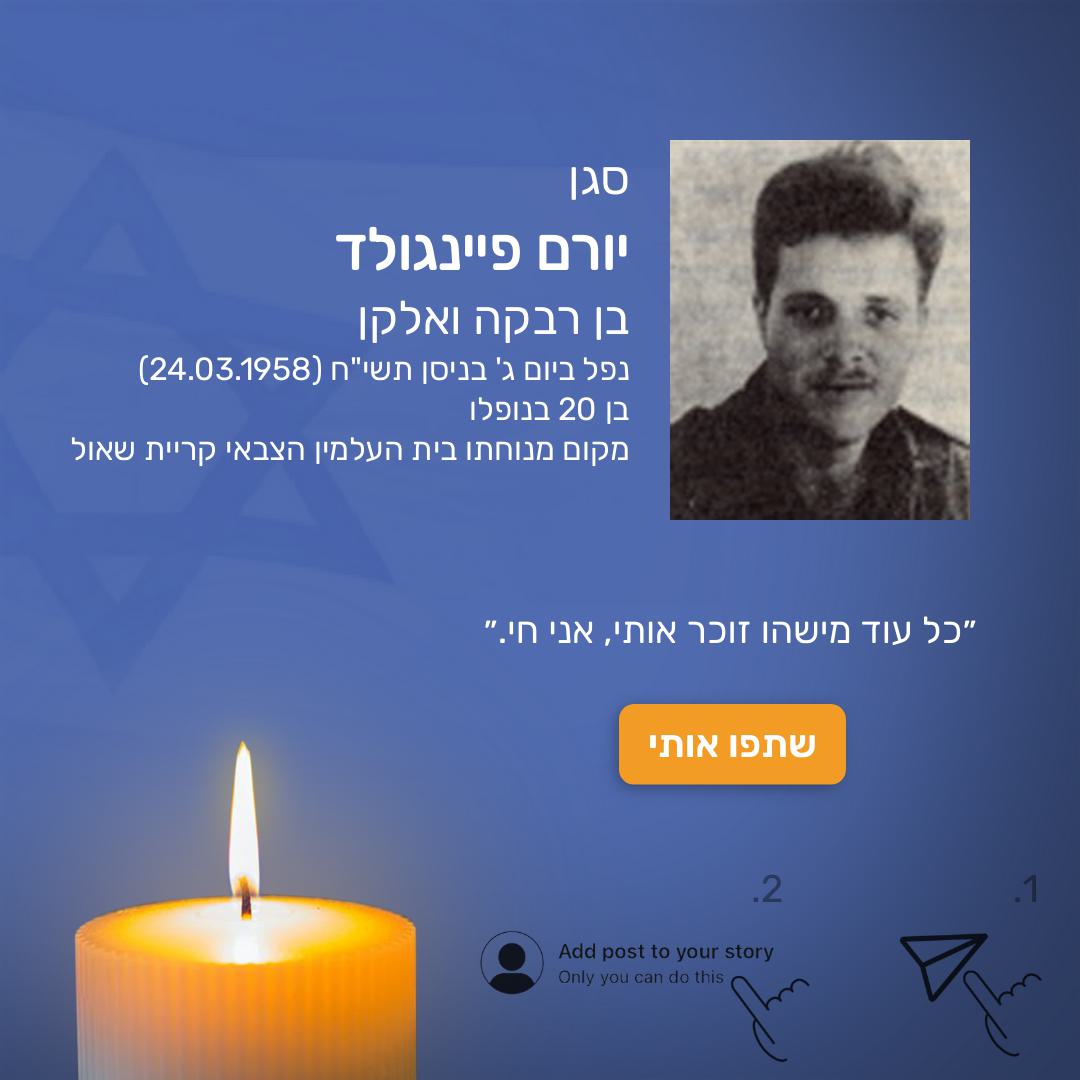 סגן
יורם פיינגולד
בן רבקה ואלקן
נפל ביום ג' בניסן תשי"ח (24.03.1958)
בן 20 בנופלו
מקום מנוחתו בית העלמין הצבאי קריית שאול
״כל עוד מישהו זוכר אותי, אני חי.״
שתפו אותי
.1
.2
Add post to your story
Only you can do this